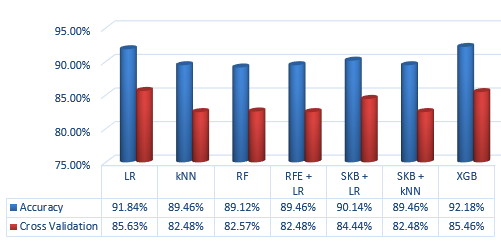 95.00%
90.00%
85.00%
80.00%
75.00%
LR kNN RF RFE + LR SKB + LR SKB + kNN XGB
Accuracy 91.84% 89.46% 89.12% 89.46% 90.14% 89.46% 92.18%
Cross Validation 85.63% 82.48% 82.57% 82.48% 84.44% 82.48% 85.46%